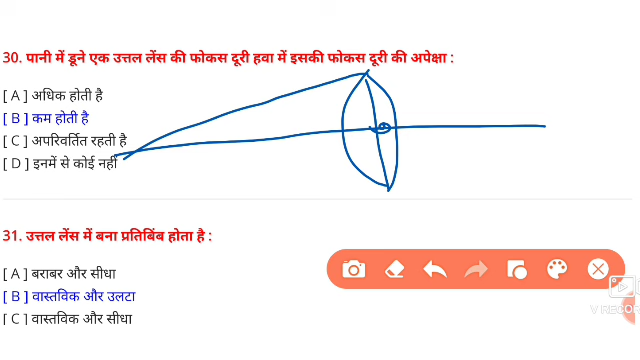 30. पानी में डूने एक उत्तल लेंस की फोकस दूरी हवा में इसकी फोकस दूरी की अपेक्षा :
[ A ] अधिक होती है
[ B ] कम होती है
[ C ] अपरिवर्तित रहती है
[ D ] इनमें से कोई नहीं
31. उत्तल लेंस में बना प्रतिबिंब होता है :
[ A ] बराबर और सीधा
[ B ] वास्तविक और उलटा
[ C ] वास्तविक और सीधा
V RECOR